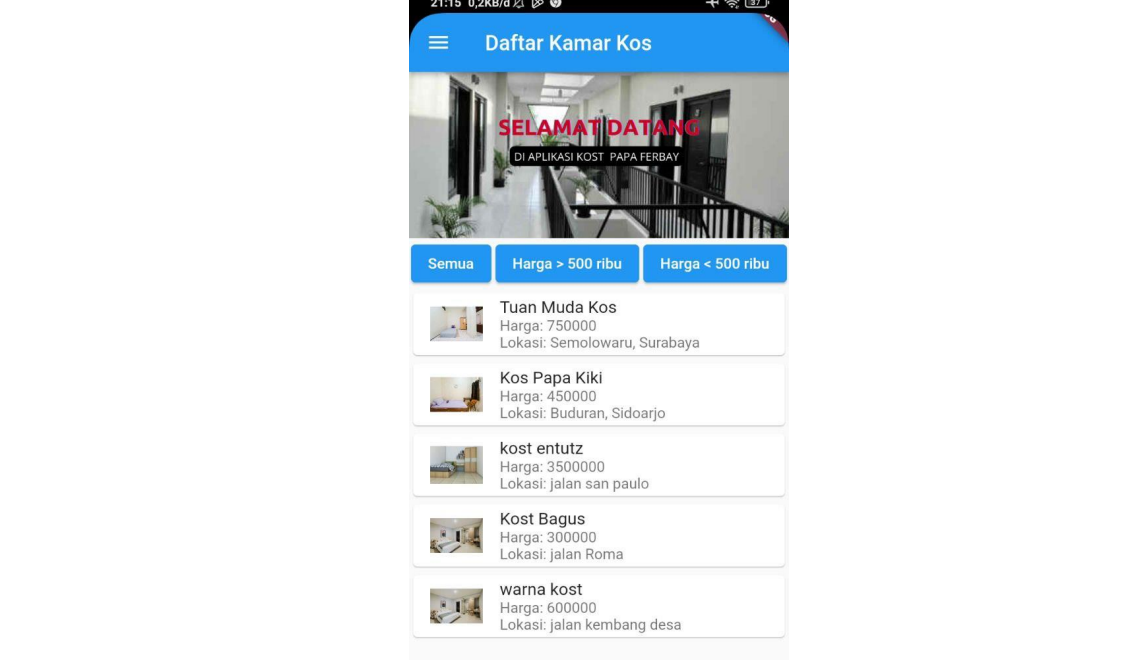 21:15 0,2KB/d
37
Daftar Kamar Kos
SELAMAT DATANG
DI APLIKASI KOST PAPA FERBAY
Semua
Harga > 500 ribu
Harga < 500 ribu
Tuan Muda Kos
Harga: 750000
Lokasi: Semolowaru, Surabaya
Kos Papa Kiki
Harga: 450000
Lokasi: Buduran, Sidoarjo
kost entutz
Harga: 3500000
Lokasi: jalan san paulo
Kost Bagus
Harga: 300000
Lokasi: jalan Roma
warna kost
Harga: 600000
Lokasi: jalan kembang desa